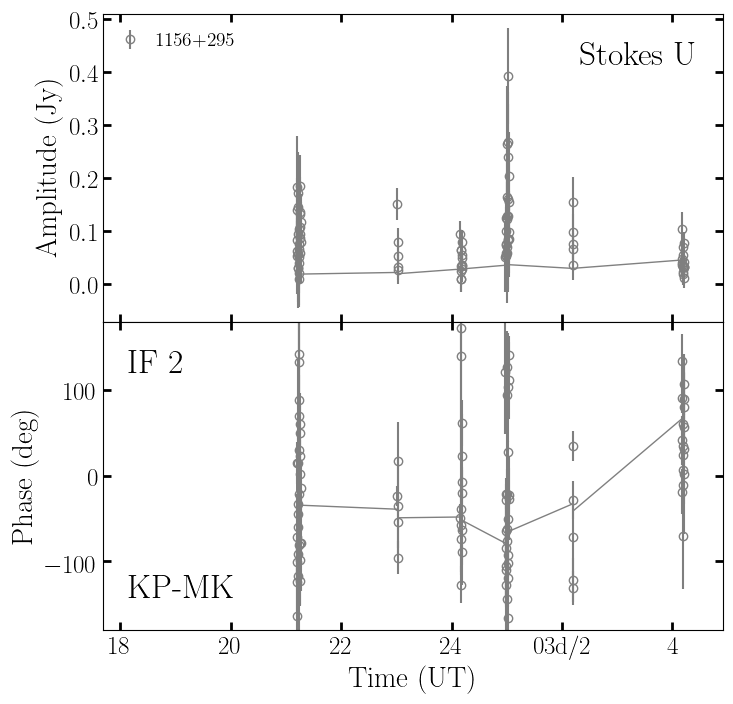 1156+295
Stokes U
Amplitude (Jy)
0.5
0.4
0.3
0.2
0.1
0.0
IF 2
KP-MK
Phase (deg)
100
0
−100
18 20 22 24 03d/2 4
Time (UT)